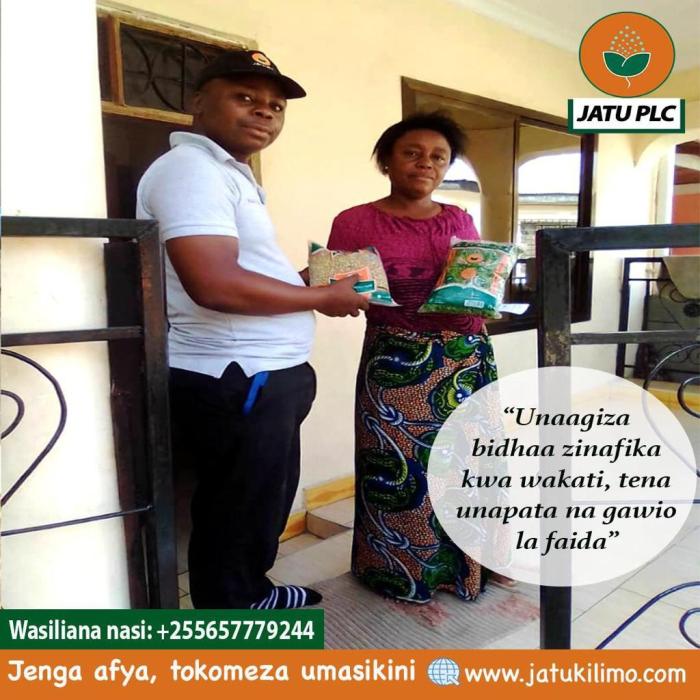 JATU PLC
“Unaagiza
bidhaa zinafika
kwa wakati, tena
unapata na gawio
la faida”
Wasiliana nasi: +255657779244
Jenga afya, tokomeza umasikini
www.jatukilimo.com